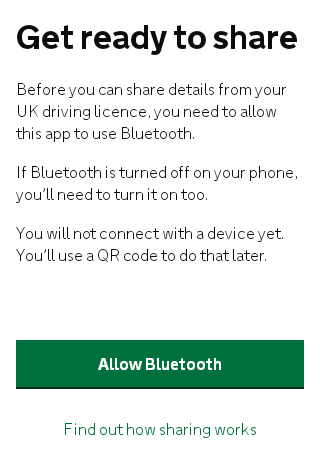 Get ready to share
Before you can share details from your
UK driving licence, you need to allow
this app to use Bluetooth.
If Bluetooth is turned off on your phone,
you’ll need to turn it on too.
You will not connect with a device yet.
You’ll use a QR code to do that later.
Allow Bluetooth
Find out how sharing works